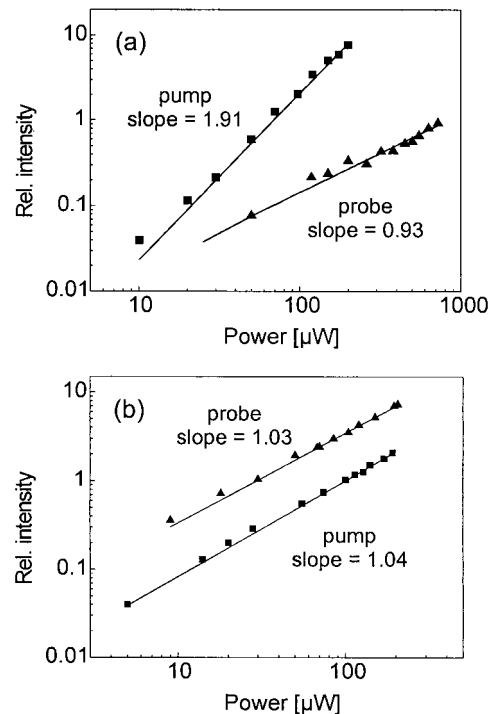 (a)
10
pump
slope = 1.91
1
Rel. intensity
0.1
probe
slope = 0.93
0.01
10 100 1000
Power [µW]
(b)
10
probe
slope = 1.03
1
Rel. intensity
pump
slope = 1.04
0.1
0.01
10 100
Power [µW]